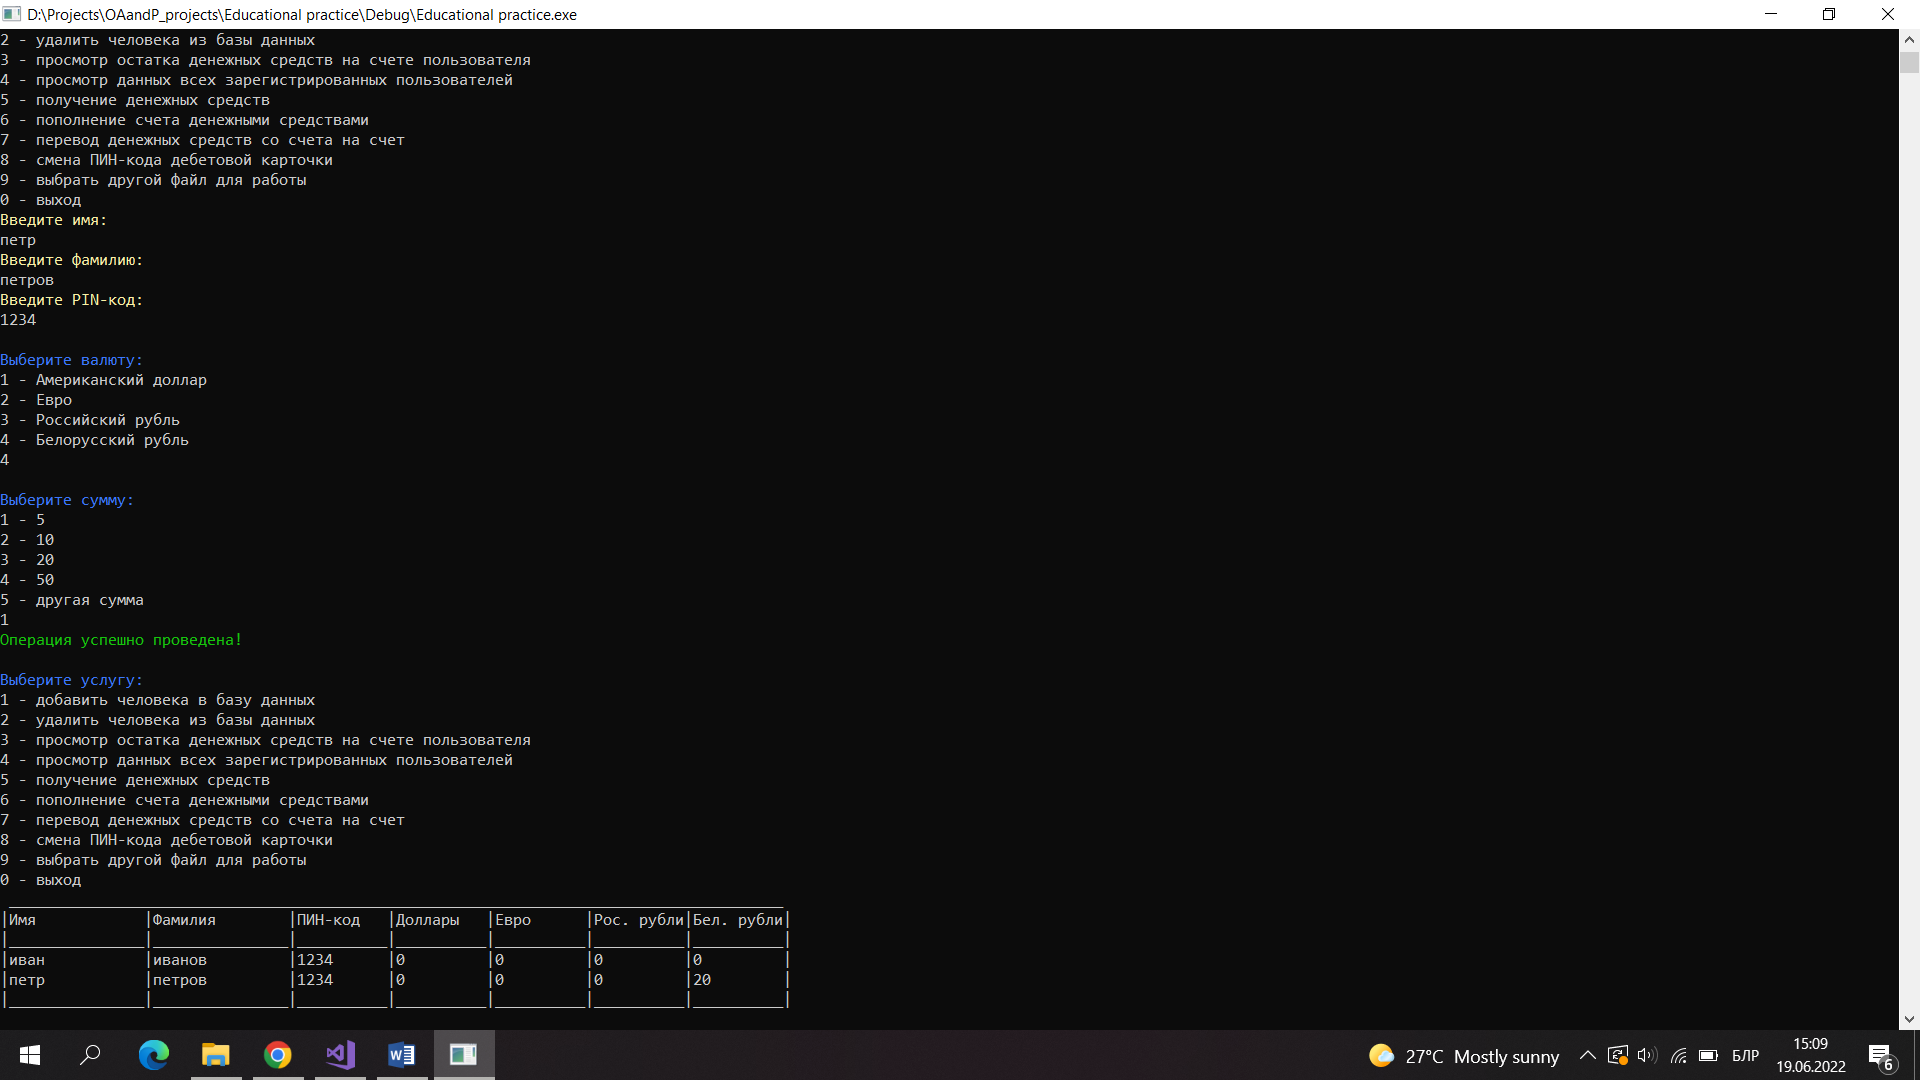 D:\Projects\OAandP_projects\Educational practice\Debug\Educational practice.exe
2 - удалить человека из базы данных
3 - просмотр остатка денежных средств на счете пользователя
4 - просмотр данных всех зарегистрированных пользователей
5 - получение денежных средств
6 - пополнение счета денежными средствами
7 - перевод денежных средств со счета на счет
8 - смена ПИН-кода дебетовой карточки
9 - выбрать другой файл для работы
0 - выход
Введите имя:
петр
Введите фамилию:
петров
Введите PIN-код:
1234
Выберите валюту:
1 - Американский доллар
2 - Евро
3 - Российский рубль
4 - Белорусский рубль
4
Выберите сумму:
1 - 5
2 - 10
3 - 20
4 - 50
5 - другая сумма
1
Операция успешно проведена!
Выберите услугу:
1 - добавить человека в базу данных
2 - удалить человека из базы данных
3 - просмотр остатка денежных средств на счете пользователя
4 - просмотр данных всех зарегистрированных пользователей
5 - получение денежных средств
6 - пополнение счета денежными средствами
7 - перевод денежных средств со счета на счет
8 - смена ПИН-кода дебетовой карточки
9 - выбрать другой файл для работы
0 - выход
|Имя |Фамилия |ПИН-код |Доллары |Евро |Рос. рубли|Бел. рубли|
|иван |иванов |1234 |0 |0 |0 |0 |
|петр |петров |1234 |0 |0 |0 |20 |
27°C Mostly sunny БЛР 15:09
19.06.2022 6